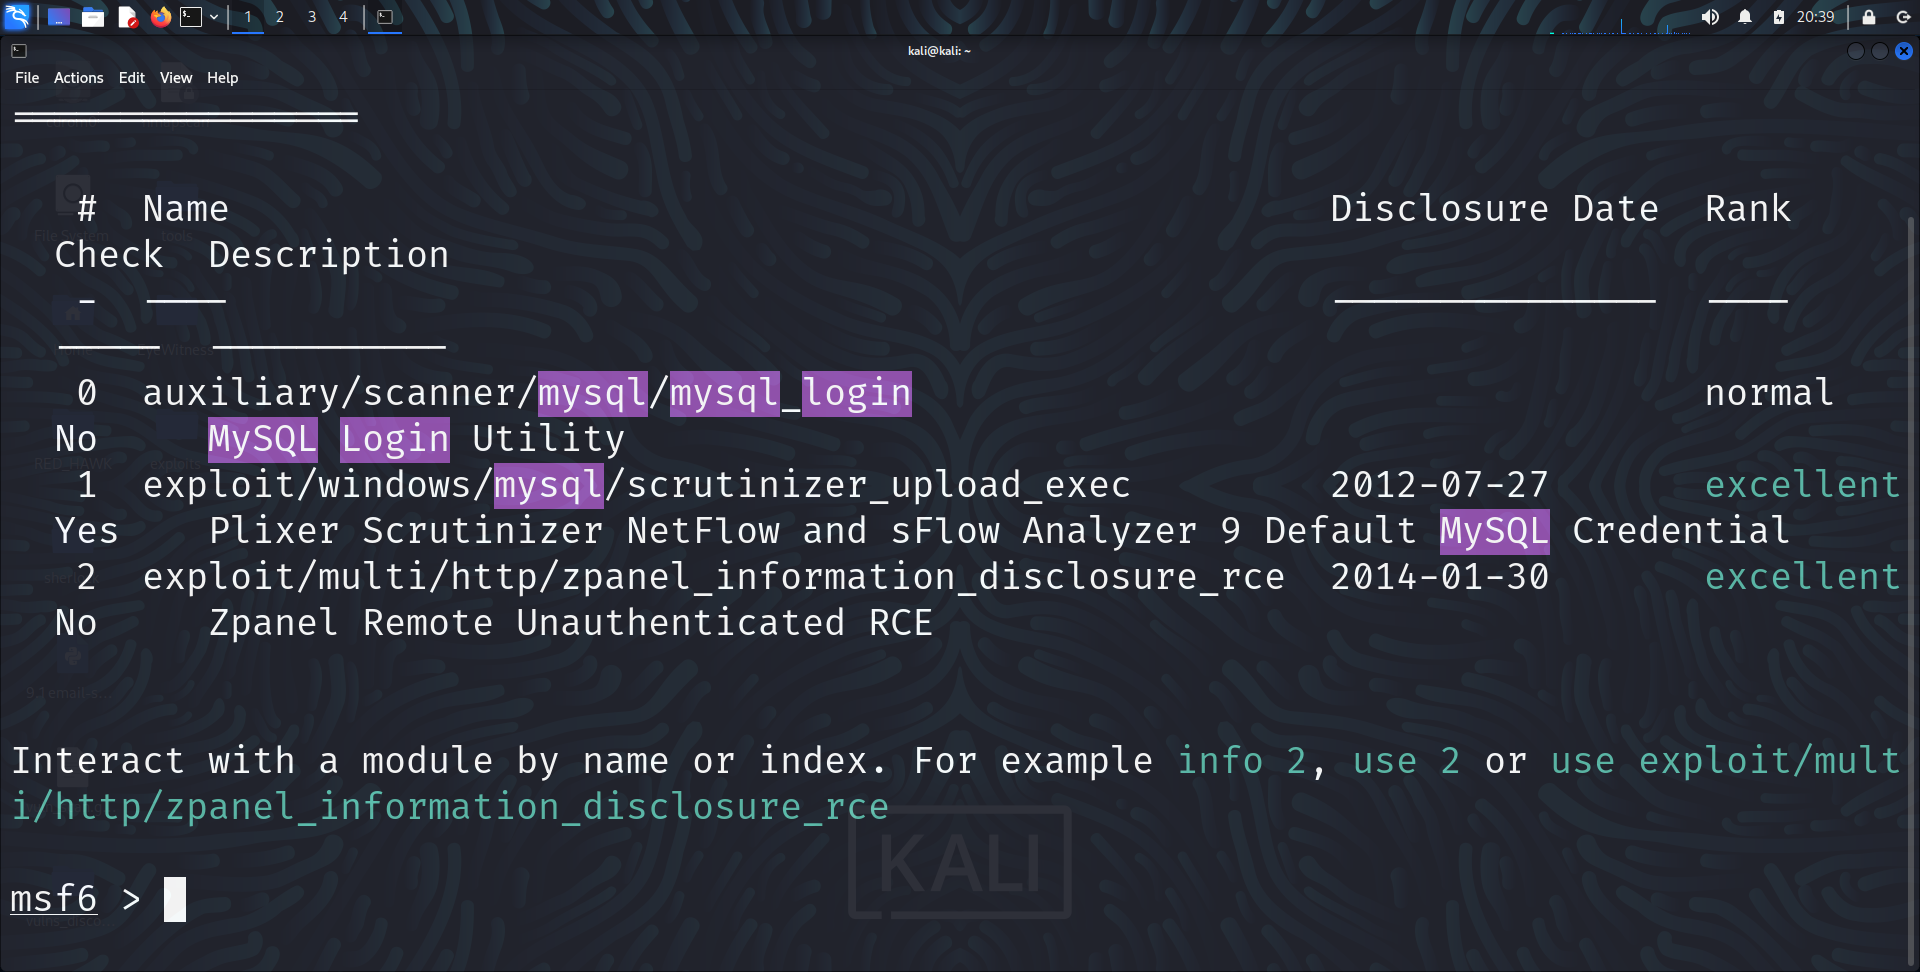 1 2 3 4 20:39
kali@kali: ~
File Actions Edit View Help
# Name Disclosure Date Rank
Check Description
- ---- --------------- ----
----- -----------
0 auxiliary/scanner/mysql/mysql_login normal
No MySQL Login Utility
1 exploit/windows/mysql/scrutinizer_upload_exec 2012-07-27 excellent
Yes Plixer Scrutinizer NetFlow and sFlow Analyzer 9 Default MySQL Credential
2 exploit/multi/http/zpanel_information_disclosure_rce 2014-01-30 excellent
No Zpanel Remote Unauthenticated RCE
Interact with a module by name or index. For example info 2, use 2 or use exploit/mult
i/http/zpanel_information_disclosure_rce
KALI
msf6 >